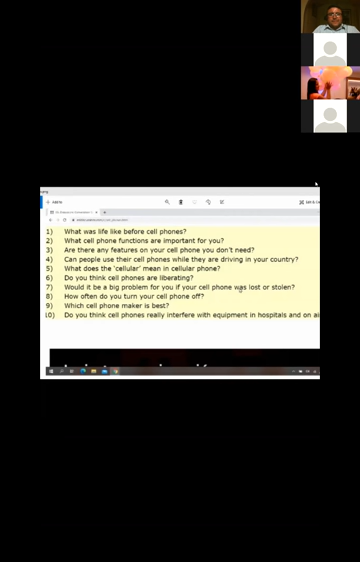 1) What was life like before cell phones?
2) What cell phone functions are important for you?
3) Are there any features on your cell phone you don't need?
4) Can people use their cell phones while they are driving in your country?
5) What does the 'cellular' mean in cellular phone?
6) Do you think cell phones are liberating?
7) Would it be a big problem for you if your cell phone was lost or stolen?
8) How often do you turn your cell phone off?
9) Which cell phone maker is best?
10) Do you think cell phones really interfere with equipment in hospitals and on ai